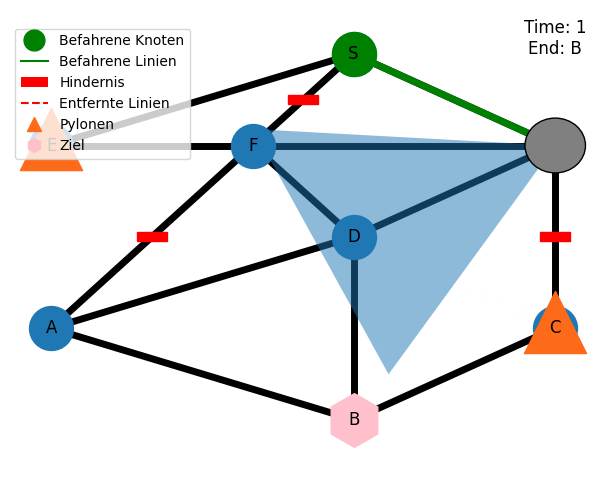 Time: 1
End: B
Befahrene Knoten
Befahrene Linien
Hindernis
Entfernte Linien
Pylonen
Ziel
S
E
F
D
A
C
B